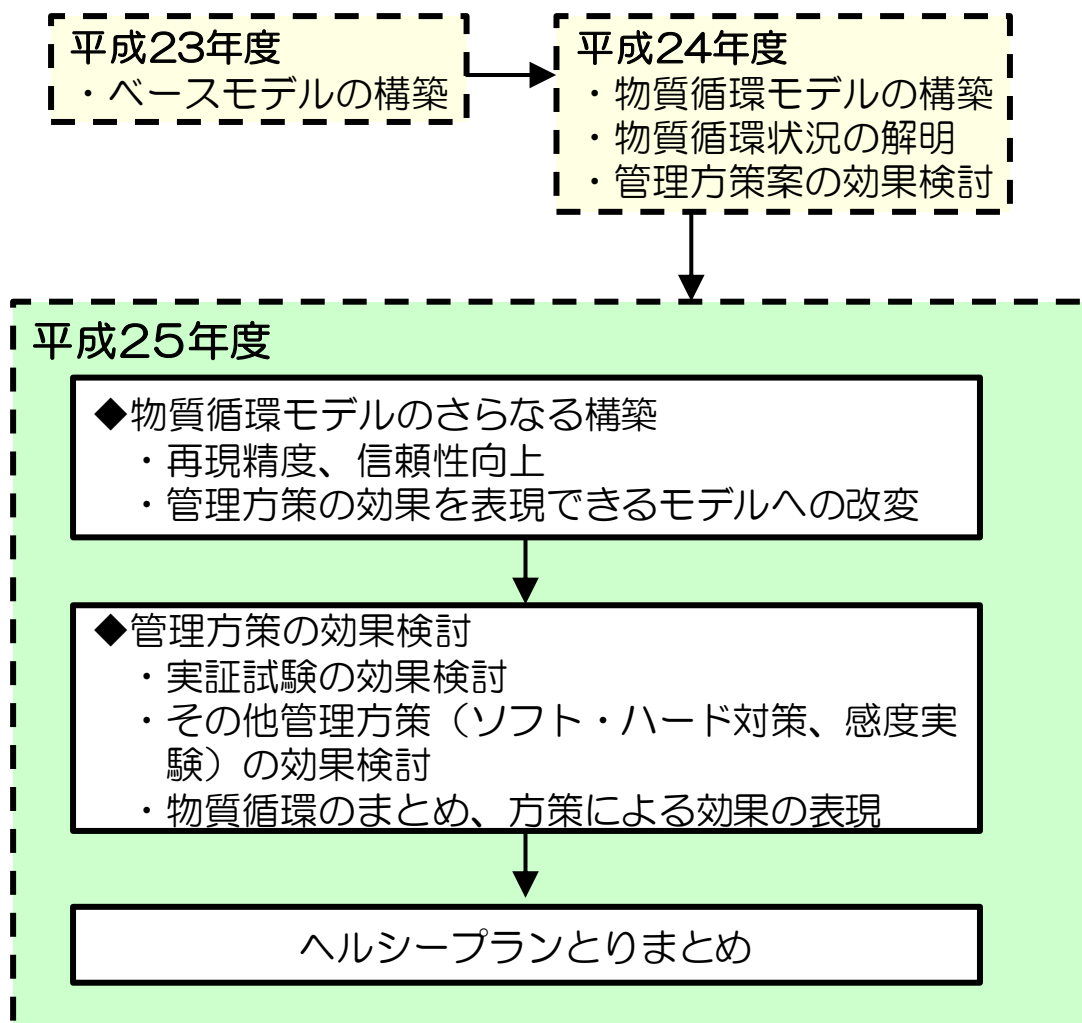 平成23年度
・ベースモデルの構築
平成24年度
・物質循環モデルの構築
・物質循環状況の解明
・管理方策案の効果検討
平成25年度
◆物質循環モデルのさらなる構築
・再現精度、信頼性向上
・管理方策の効果を表現できるモデルへの改変
◆管理方策の効果検討
・実証試験の効果検討
・その他管理方策（ソフト・ハード対策、感度実
験）の効果検討
・物質循環のまとめ、方策による効果の表現
ヘルシープランとりまとめ